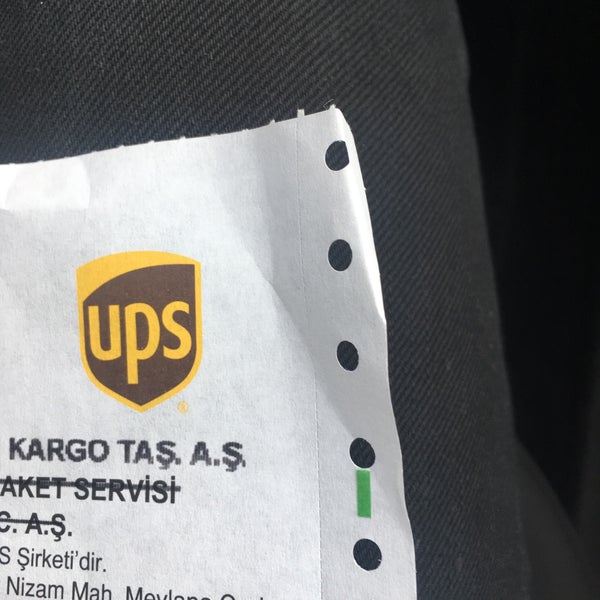 ups
KARGO TAŞ. A.Ş.
AKET SERVİSİ
C. A.Ş.
S Şirketi'dir.
Nizam Mah. Mevlana